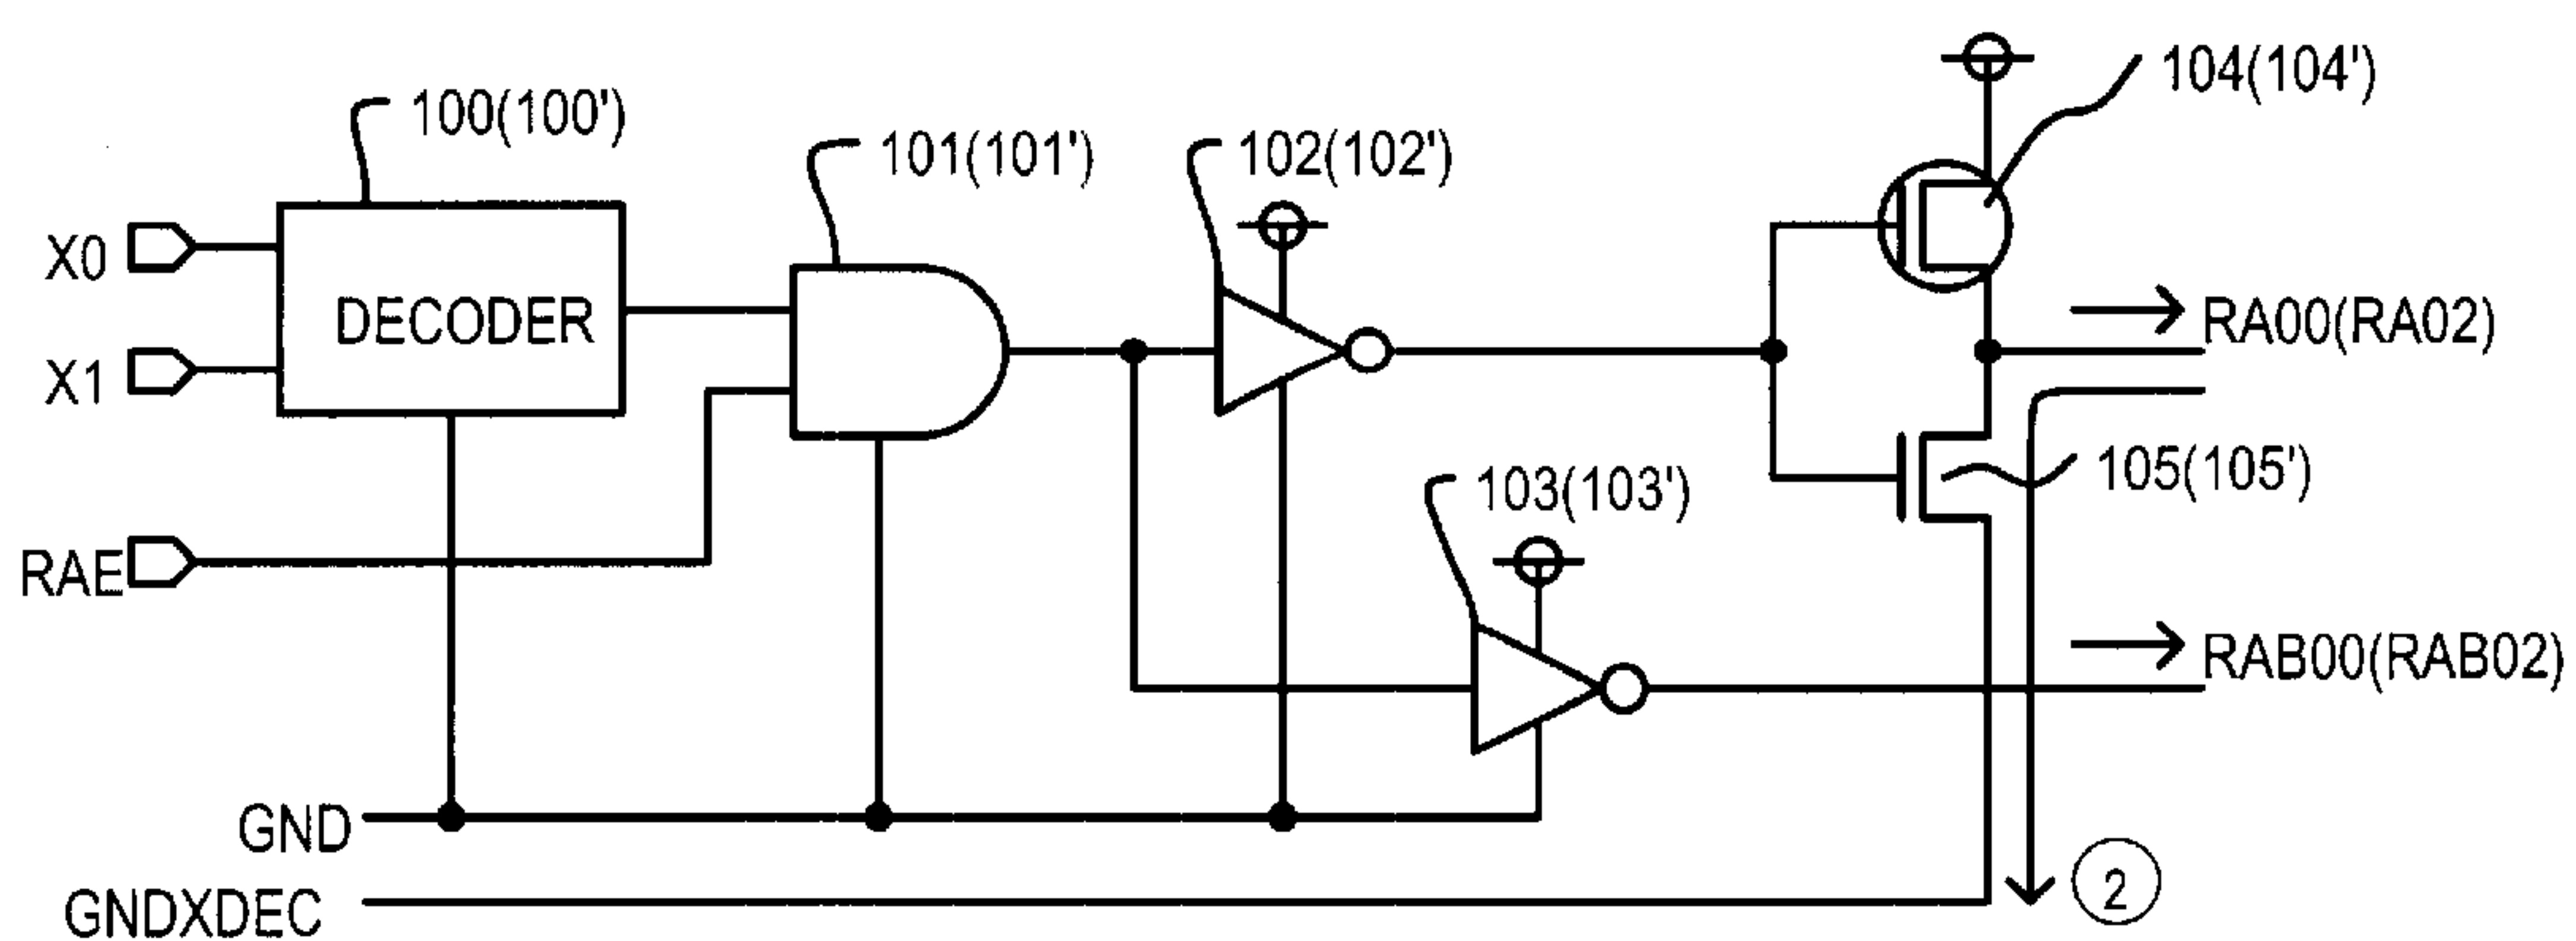 104(104')
100(100')
101(101')
102(102')
X0
DECODER
RA00(RA02)
X1
105(105')
103(103')
RAE
RAB00(RAB02)
GND
2
GNDXDEC